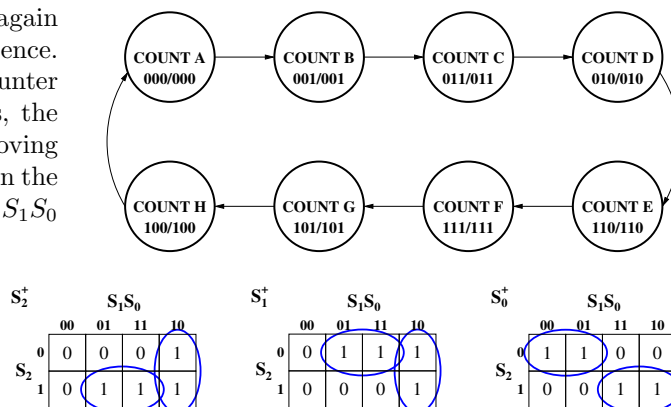 again
ence.
unter
s, the
oving
n the
S₁S₀
COUNT A COUNT B COUNT C COUNT D
000/000 001/001 011/011 010/010
COUNT H COUNT G COUNT F COUNT E
100/100 101/101 111/111 110/110
S₂⁺ S₁S₀ S₁⁺ S₁S₀ S₀⁺ S₁S₀
00 01 11 10 00 01 11 10 00 01 11 10
0 0 0 0 1 0 0 1 1 1 0 1 1 0 0
S₂ S₂ S₂
1 0 1 1 1 1 0 0 0 1 1 0 0 1 1